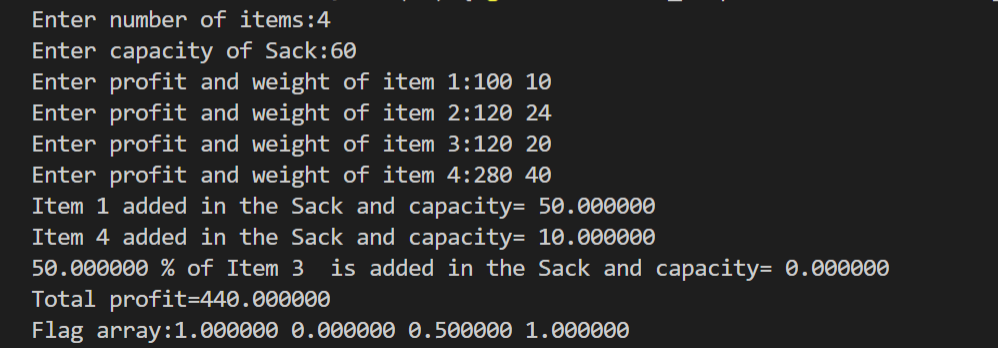 Enter number of items:4
Enter capacity of Sack:60
Enter profit and weight of item 1:100 10
Enter profit and weight of item 2:120 24
Enter profit and weight of item 3:120 20
Enter profit and weight of item 4:280 40
Item 1 added in the Sack and capacity= 50.000000
Item 4 added in the Sack and capacity= 10.000000
50.000000 % of Item 3  is added in the Sack and capacity= 0.000000
Total profit=440.000000
Flag array:1.000000 0.000000 0.500000 1.000000